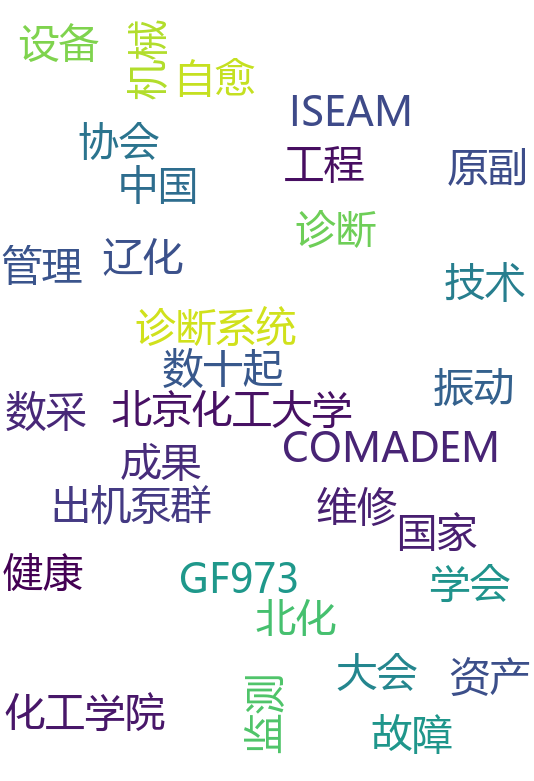 设备
机械
自愈
ISEAM
协会
工程
原副
中国
诊断
管理
辽化
技术
诊断系统
数十起
振动
数采
北京化工大学
COMADEM
成果
出机泵群
维修
国家
健康
GF973
学会
北化
大会
资产
化工学院
监测
故障